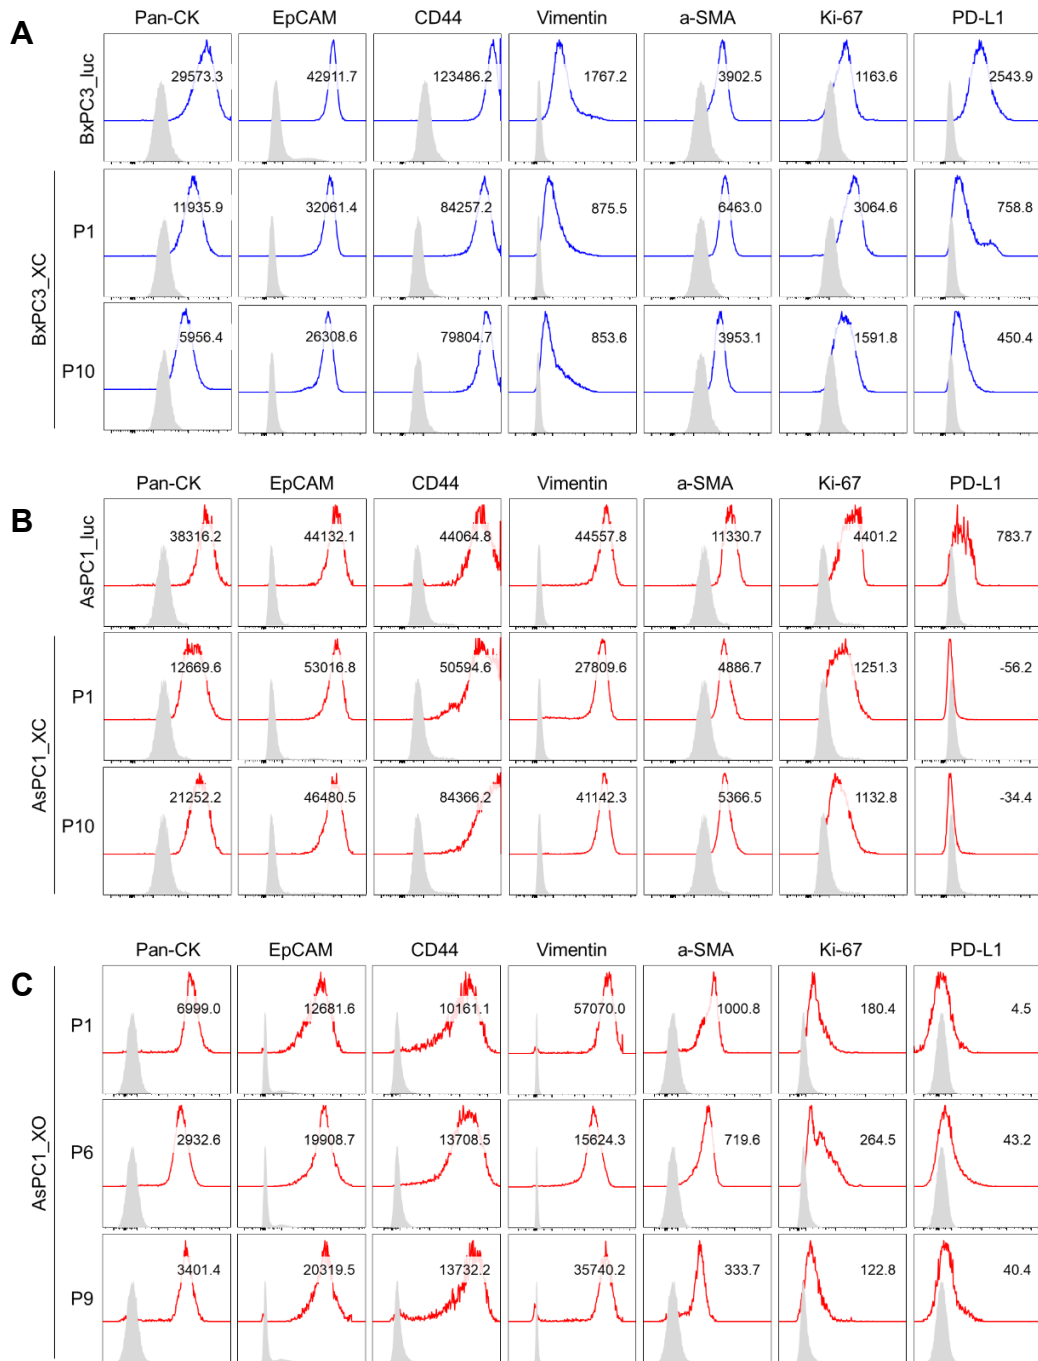 A
Pan-CK EpCAM CD44 Vimentin a-SMA Ki-67 PD-L1
BxPC3_luc 29573.3 42911.7 123486.2 1767.2 3902.5 1163.6 2543.9
BxPC3_XC
P1 11935.9 32061.4 84257.2 875.5 6463.0 3064.6 758.8
P10 5956.4 26308.6 79804.7 853.6 3953.1 1591.8 450.4
B
Pan-CK EpCAM CD44 Vimentin a-SMA Ki-67 PD-L1
AsPC1_luc 38316.2 44132.1 44064.8 44557.8 11330.7 4401.2 783.7
AsPC1_XC
P1 12669.6 53016.8 50594.6 27809.6 4886.7 1251.3 -56.2
P10 21252.2 46480.5 84366.2 41142.3 5366.5 1132.8 -34.4
C
Pan-CK EpCAM CD44 Vimentin a-SMA Ki-67 PD-L1
AsPC1_XO
P1 6999.0 12681.6 10161.1 57070.0 1000.8 180.4 4.5
P6 2932.6 19908.7 13708.5 15624.3 719.6 264.5 43.2
P9 3401.4 20319.5 13732.2 35740.2 333.7 122.8 40.4